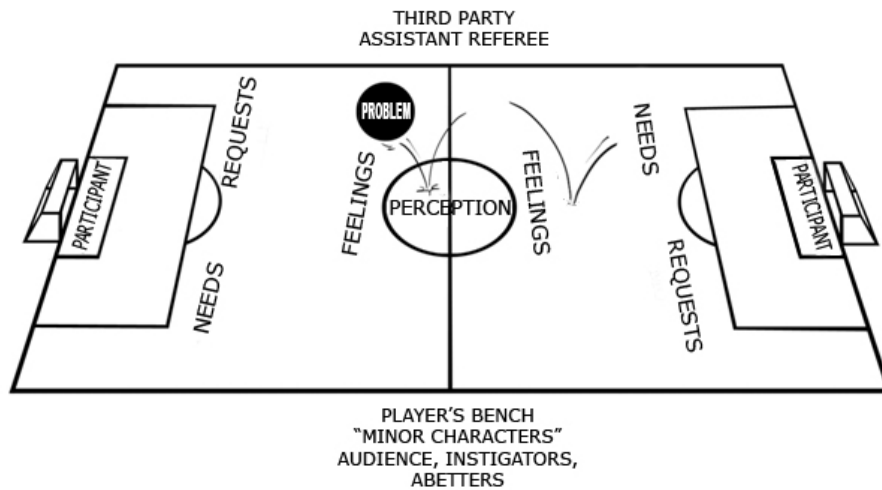 THIRD PARTY
ASSISTANT REFEREE
REQUESTS
PROBLEM
NEEDS
PARTICIPANT
FEELINGS
PERCEPTION
FEELINGS
PARTICIPANT
NEEDS
REQUESTS
PLAYER'S BENCH
“MINOR CHARACTERS”
AUDIENCE, INSTIGATORS,
ABETTERS